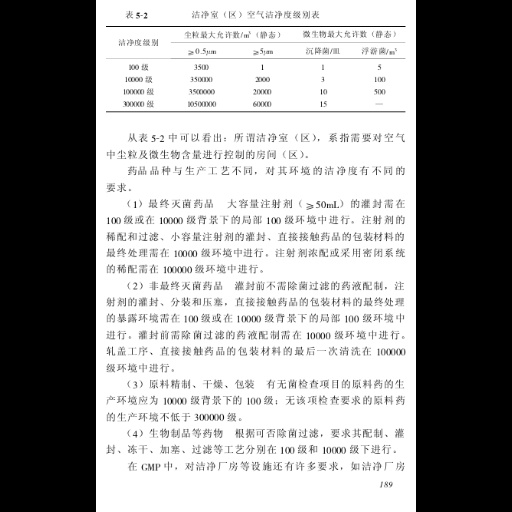 表 5-2 洁净室（区）空气洁净度级别表
洁净度级别 尘粒最大允许数/m³（静态） 微生物最大允许数（静态）
≥0.5μm ≥5μm 沉降菌/皿 浮游菌/m³
100 级 3500 1 1 5
10000 级 350000 2000 3 100
100000 级 3500000 20000 10 500
300000 级 10500000 60000 15 —
从表 5-2 中可以看出：所谓洁净室（区），系指需要对空气
中尘粒及微生物含量进行控制的房间（区）。
药品品种与生产工艺不同，对其环境的洁净度有不同的
要求。
（1）最终灭菌药品 大容量注射剂（≥50mL）的灌封需在
100 级或在 10000 级背景下的局部 100 级环境中进行。注射剂的
稀配和过滤、小容量注射剂的灌封、直接接触药品的包装材料的
最终处理需在 10000 级环境中进行。注射剂浓配或采用密闭系统
的稀配需在 100000 级环境中进行。
（2）非最终灭菌药品 灌封前不需除菌过滤的药液配制，注
射剂的灌封、分装和压塞，直接接触药品的包装材料的最终处理
的暴露环境需在 100 级或在 10000 级背景下的局部 100 级环境中
进行。灌封前需除菌过滤的药液配制需在 10000 级环境中进行。
轧盖工序、直接接触药品的包装材料的最后一次清洗在 100000
级环境中进行。
（3）原料精制、干燥、包装 有无菌检查项目的原料药的生
产环境应为 10000 级背景下的 100 级；无该项检查要求的原料药
的生产环境不低于 300000 级。
（4）生物制品等药物 根据可否除菌过滤，要求其配制、灌
封、冻干、加塞、过滤等工艺分别在 100 级和 10000 级下进行。
在 GMP 中，对洁净厂房等设施还有许多要求，如洁净厂房
189